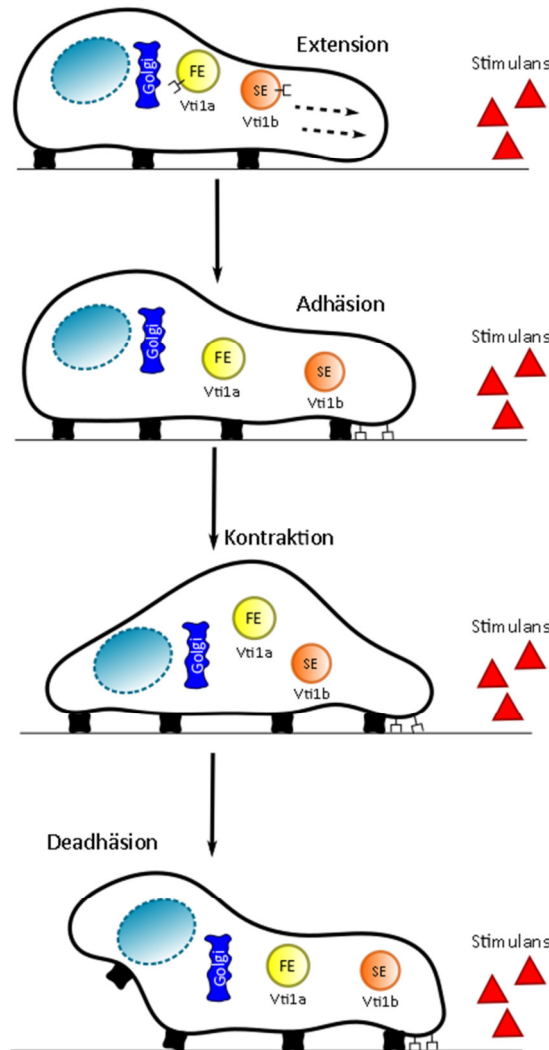 Extension
Stimulans
Golgi
FE
Vti1a
SE
Vti1b
Adhäsion
Stimulans
Golgi
FE
Vti1a
SE
Vti1b
Kontraktion
Stimulans
Golgi
FE
Vti1a
SE
Vti1b
Deadhäsion
Stimulans
Golgi
FE
Vti1a
SE
Vti1b